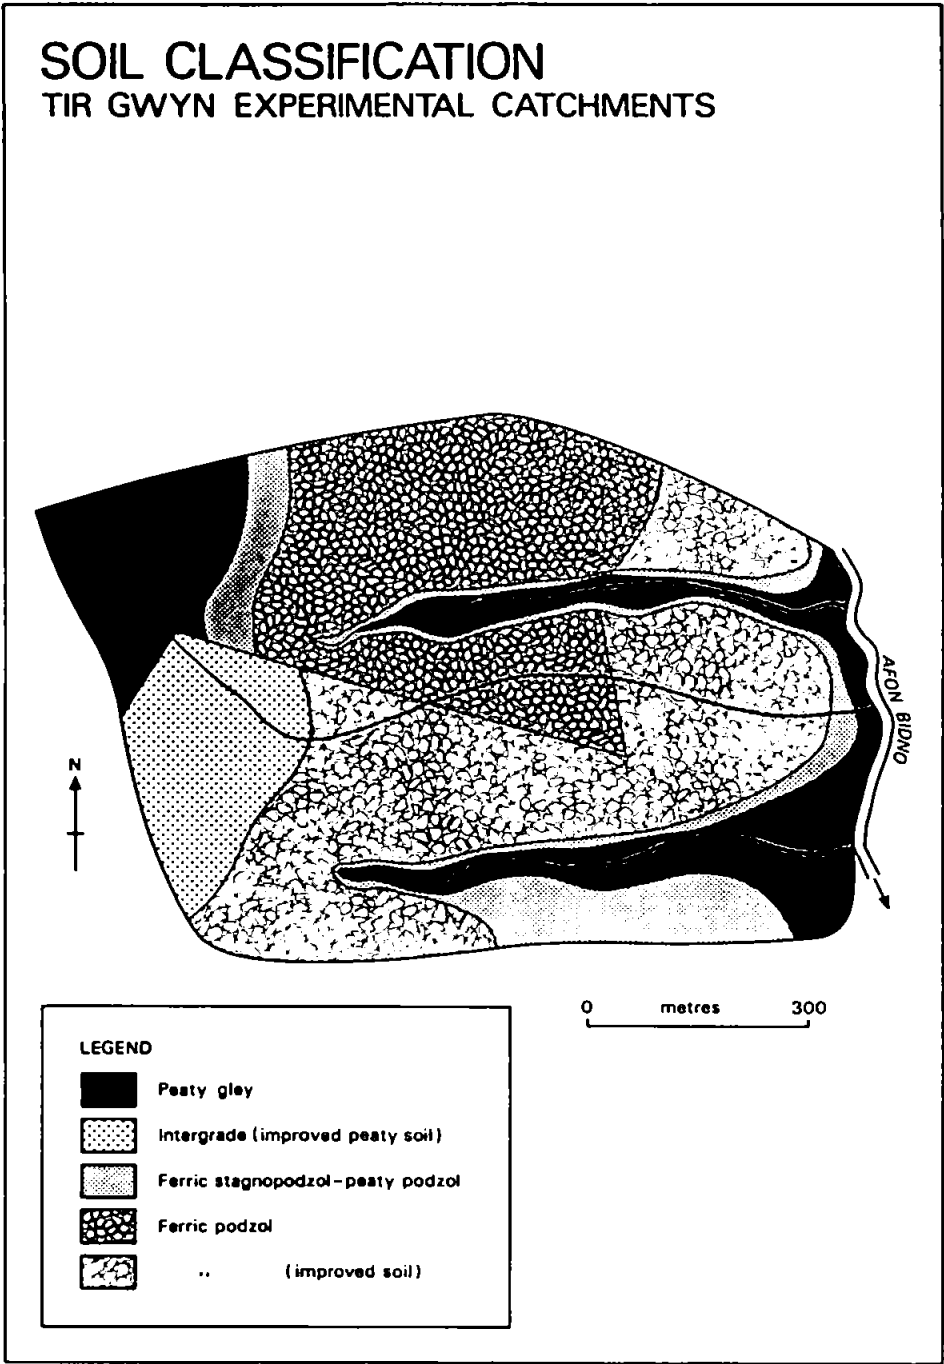 SOIL CLASSIFICATION
TIR GWYN EXPERIMENTAL CATCHMENTS
AFON BIDNO
N
0 metres 300
LEGEND
Peaty gley
Intergrade (improved peaty soil)
Ferric stagnopodzol-peaty podzol
Ferric podzol
,, (improved soil)